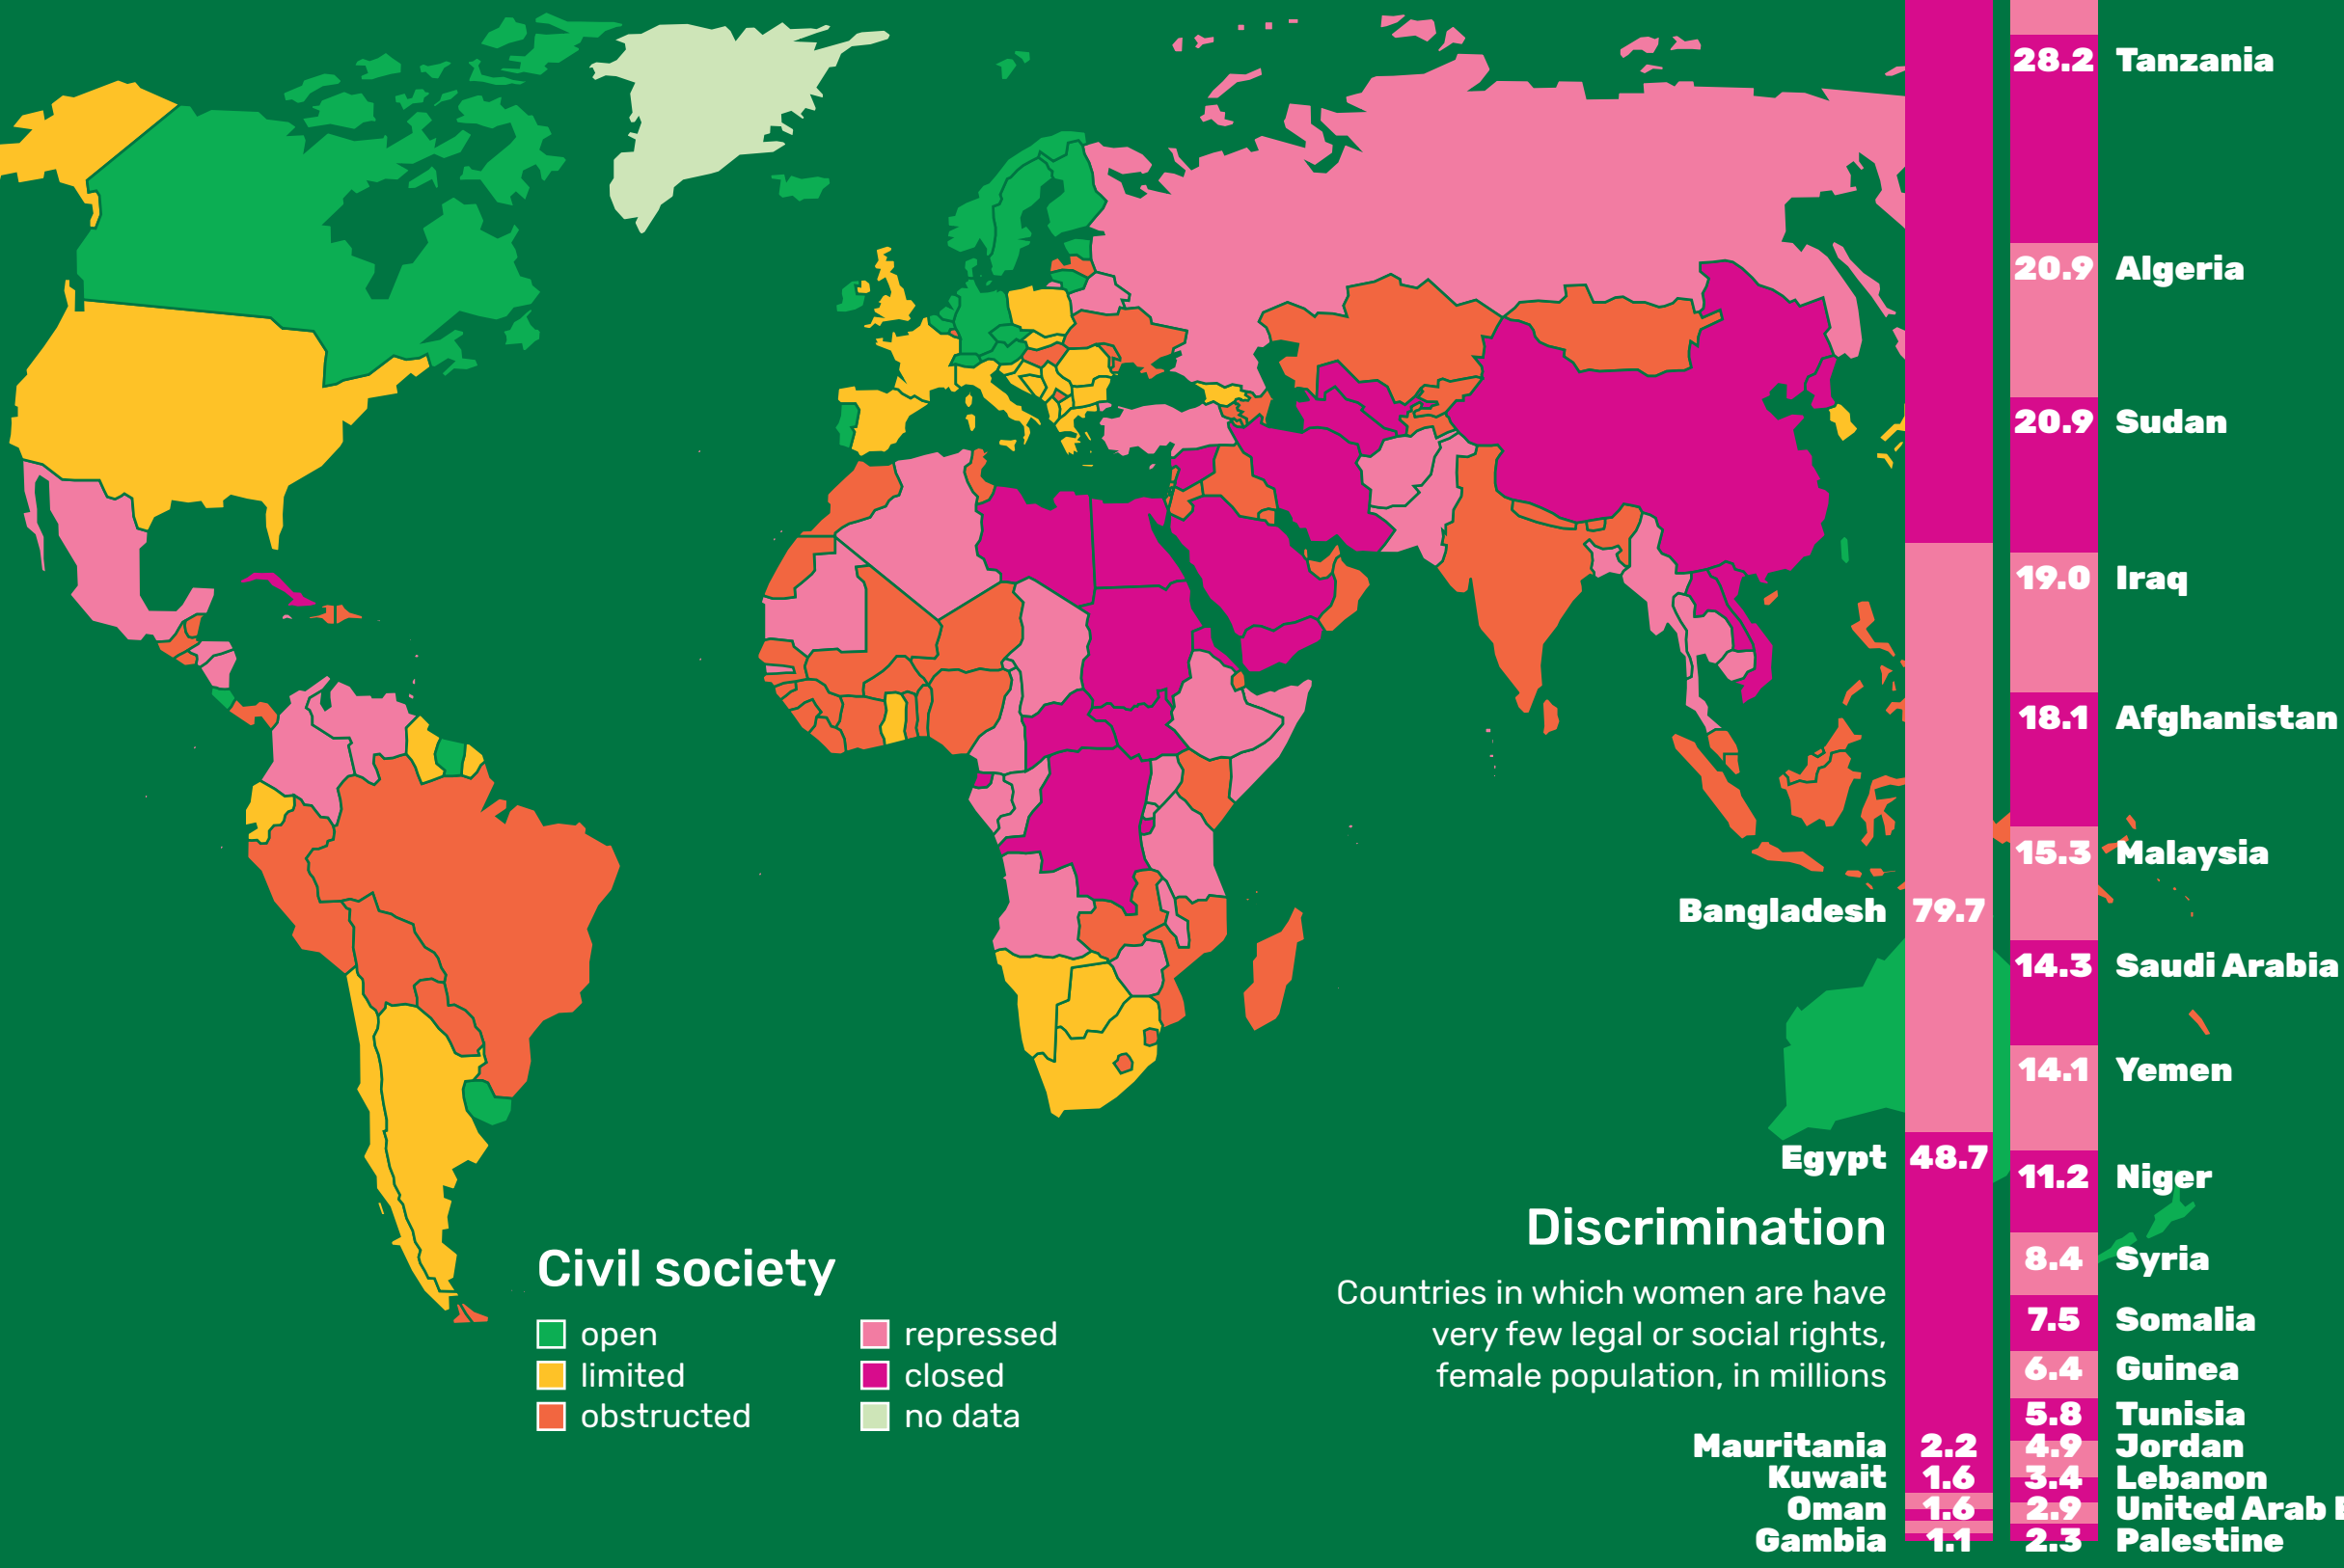 28.2 Tanzania
20.9 Algeria
20.9 Sudan
19.0 Iraq
18.1 Afghanistan
15.3 Malaysia
Bangladesh 79.7
14.3 Saudi Arabia
14.1 Yemen
Egypt 48.7
11.2 Niger
8.4 Syria
7.5 Somalia
6.4 Guinea
5.8 Tunisia
Mauritania 2.2
4.9 Jordan
Kuwait 1.6
3.4 Lebanon
Oman 1.6
2.9 United Arab
Gambia 1.1
2.3 Palestine
Discrimination
Countries in which women are have
very few legal or social rights,
female population, in millions
Civil society
open
limited
obstructed
repressed
closed
no data